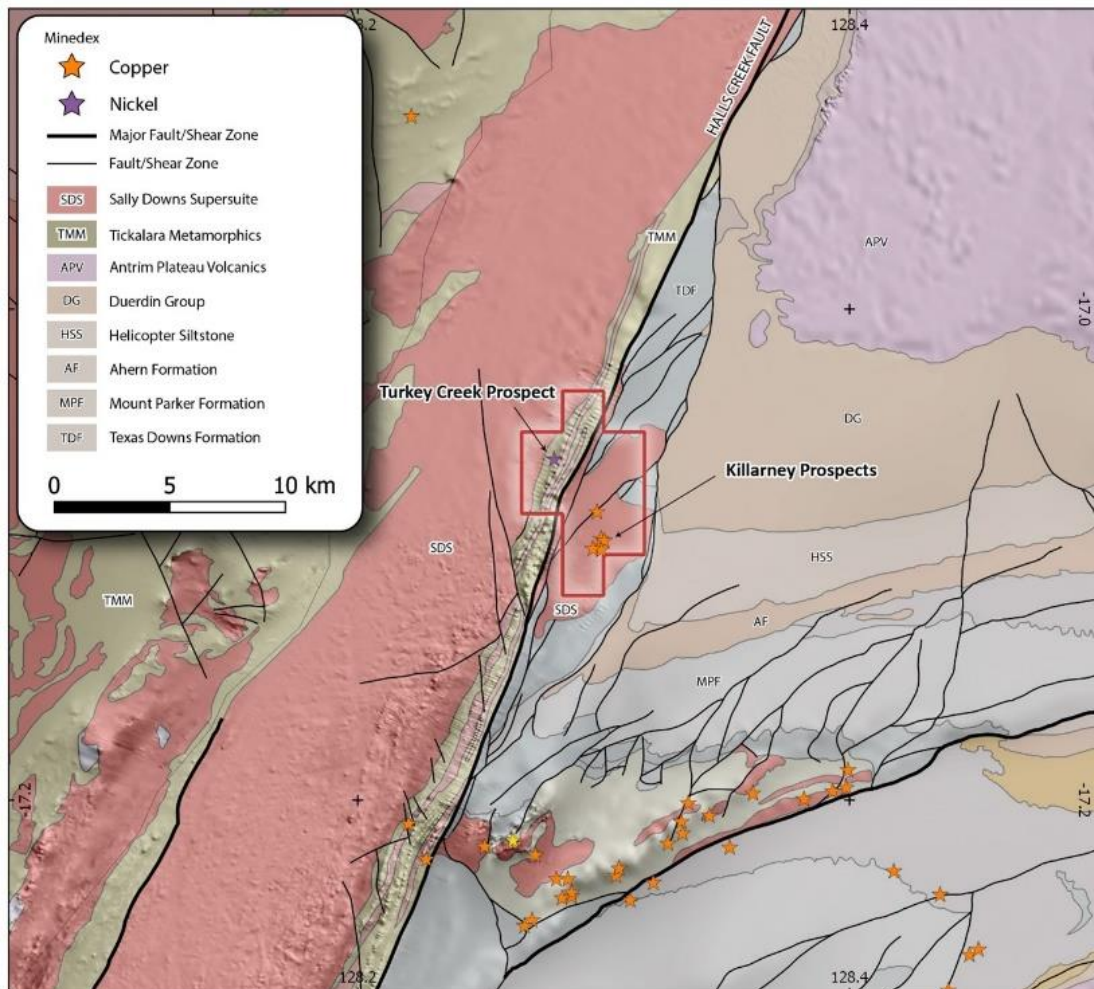 Minedex
Copper
Nickel
Major Fault/Shear Zone
Fault/Shear Zone
SDS Sally Downs Supersuite
TMM Tickalara Metamorphics
APV Antrim Plateau Volcanics
DG Duerdin Group
HSS Helicopter Siltstone
AF Ahern Formation
MPF Mount Parker Formation
TDF Texas Downs Formation
0 5 10 km
3.2
128.4
HALLS CREEK FAULT
TMM
APV
TDF
-17.0
Turkey Creek Prospect
DG
Killarney Prospects
SDS
HSS
TMM
SDS
AF
MPF
-17.2
-17.2
128.2
128.4